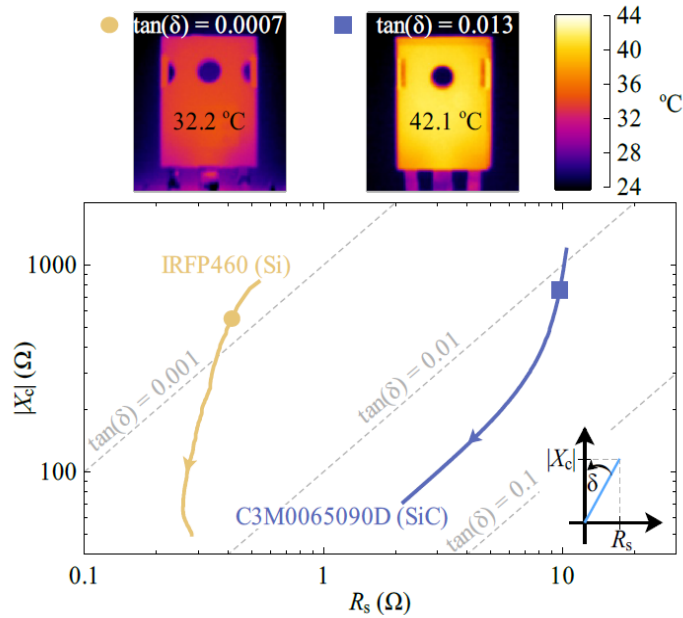 tan(δ) = 0.0007
tan(δ) = 0.013
32.2 °C
42.1 °C
44
40
36
32
28
24
°C
1000
100
|Xc| (Ω)
IRFP460 (Si)
tan(δ) = 0.001
tan(δ) = 0.01
tan(δ) = 0.1
C3M0065090D (SiC)
|Xc|
δ
Rs
0.1
1
10
Rs (Ω)